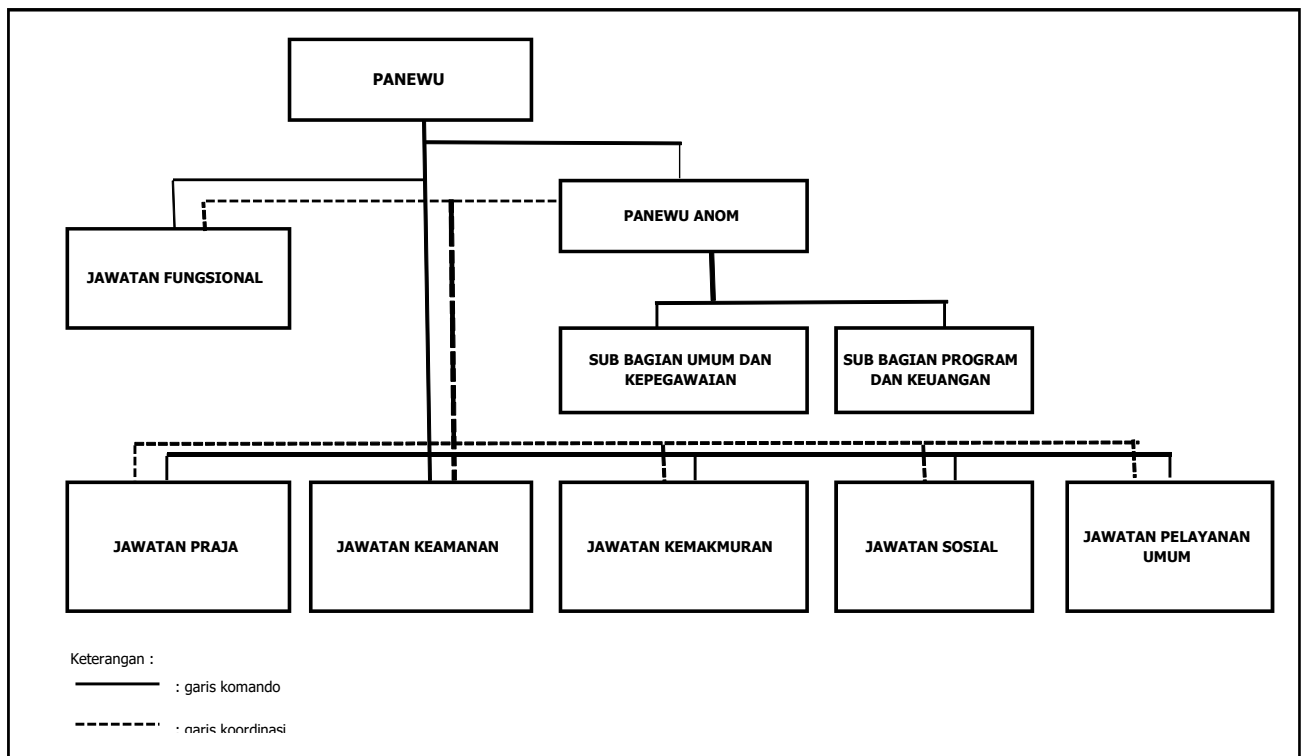 PANEWU
PANEWU ANOM
JAWATAN FUNGSIONAL
SUB BAGIAN UMUM DAN
KEPEGAWAIAN
SUB BAGIAN PROGRAM
DAN KEUANGAN
JAWATAN PRAJA
JAWATAN KEAMANAN
JAWATAN KEMAKMURAN
JAWATAN SOSIAL
JAWATAN PELAYANAN
UMUM
Keterangan :
: garis komando
: garis koordinasi